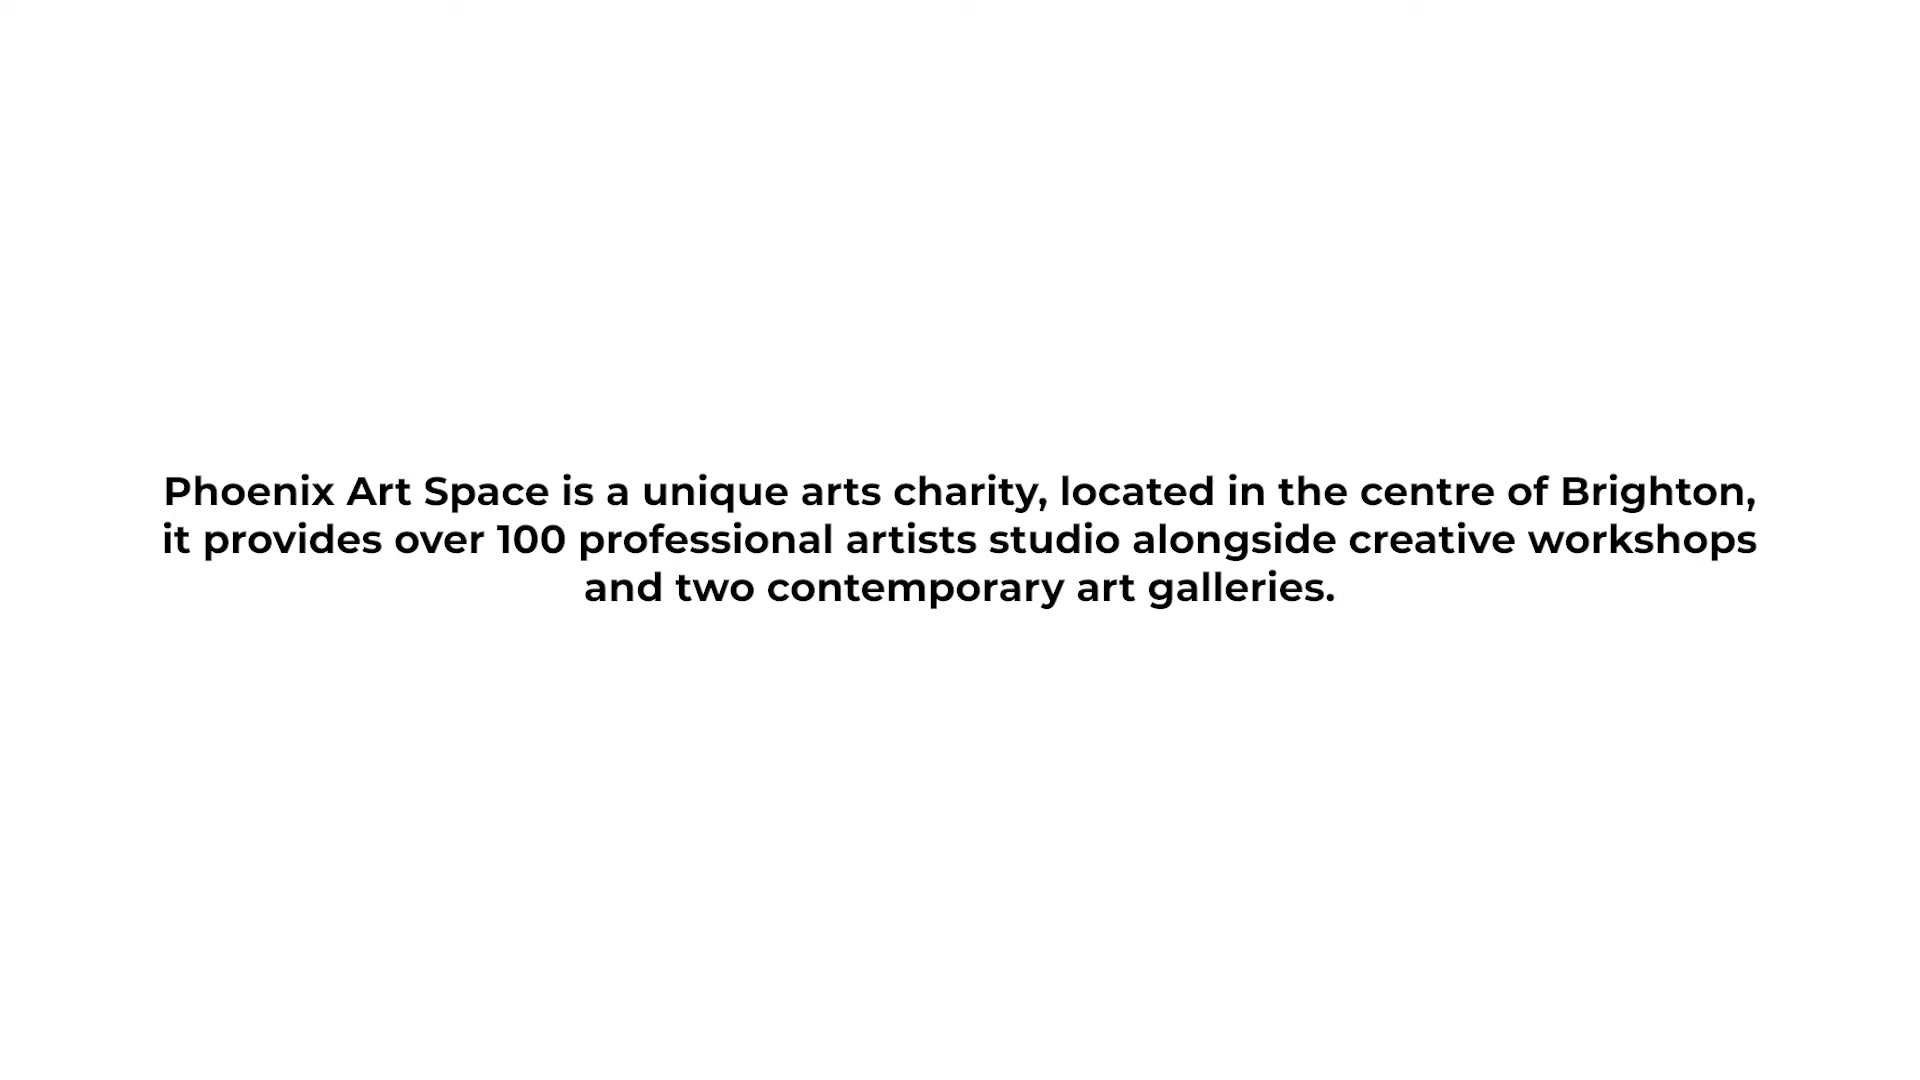 Phoenix Art Space is a unique arts charity, located in the centre of Brighton,
it provides over 100 professional artists studio alongside creative workshops
and two contemporary art galleries.